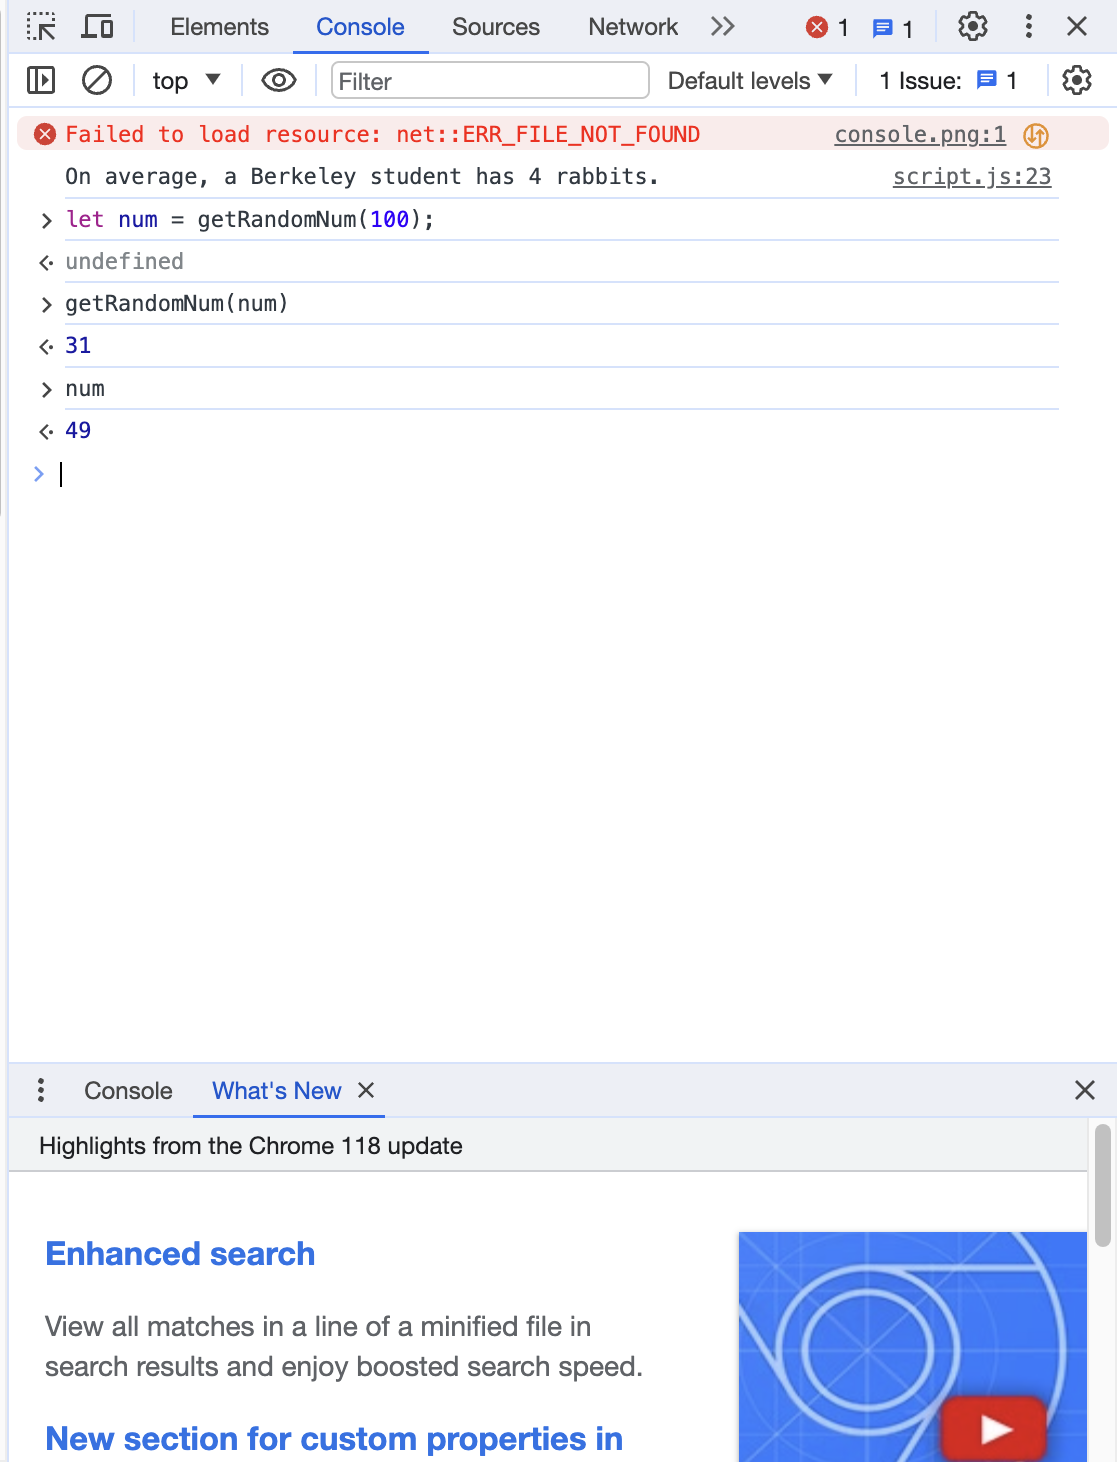 Elements Console Sources Network 1 1
top Filter Default levels 1 Issue: 1
Failed to load resource: net::ERR_FILE_NOT_FOUND console.png:1
On average, a Berkeley student has 4 rabbits. script.js:23
> let num = getRandomNum(100);
undefined
> getRandomNum(num)
31
> num
49
>
Console What's New
Highlights from the Chrome 118 update
Enhanced search
View all matches in a line of a minified file in
search results and enjoy boosted search speed.
New section for custom properties in